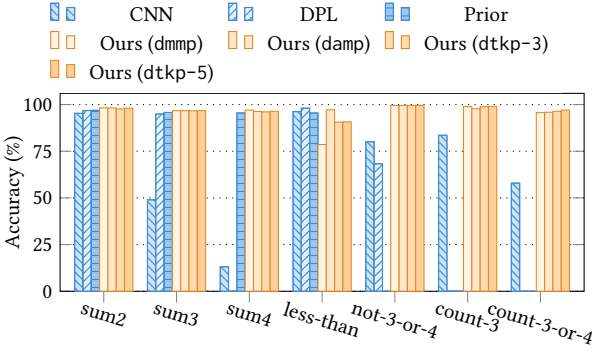 CNN DPL Prior
Ours (dmmp) Ours (damp) Ours (dtkp-3)
Ours (dtkp-5)
Accuracy (%)
100
75
50
25
0
sum2 sum3 sum4 less-than not-3-or-4 count-3 count-3-or-4